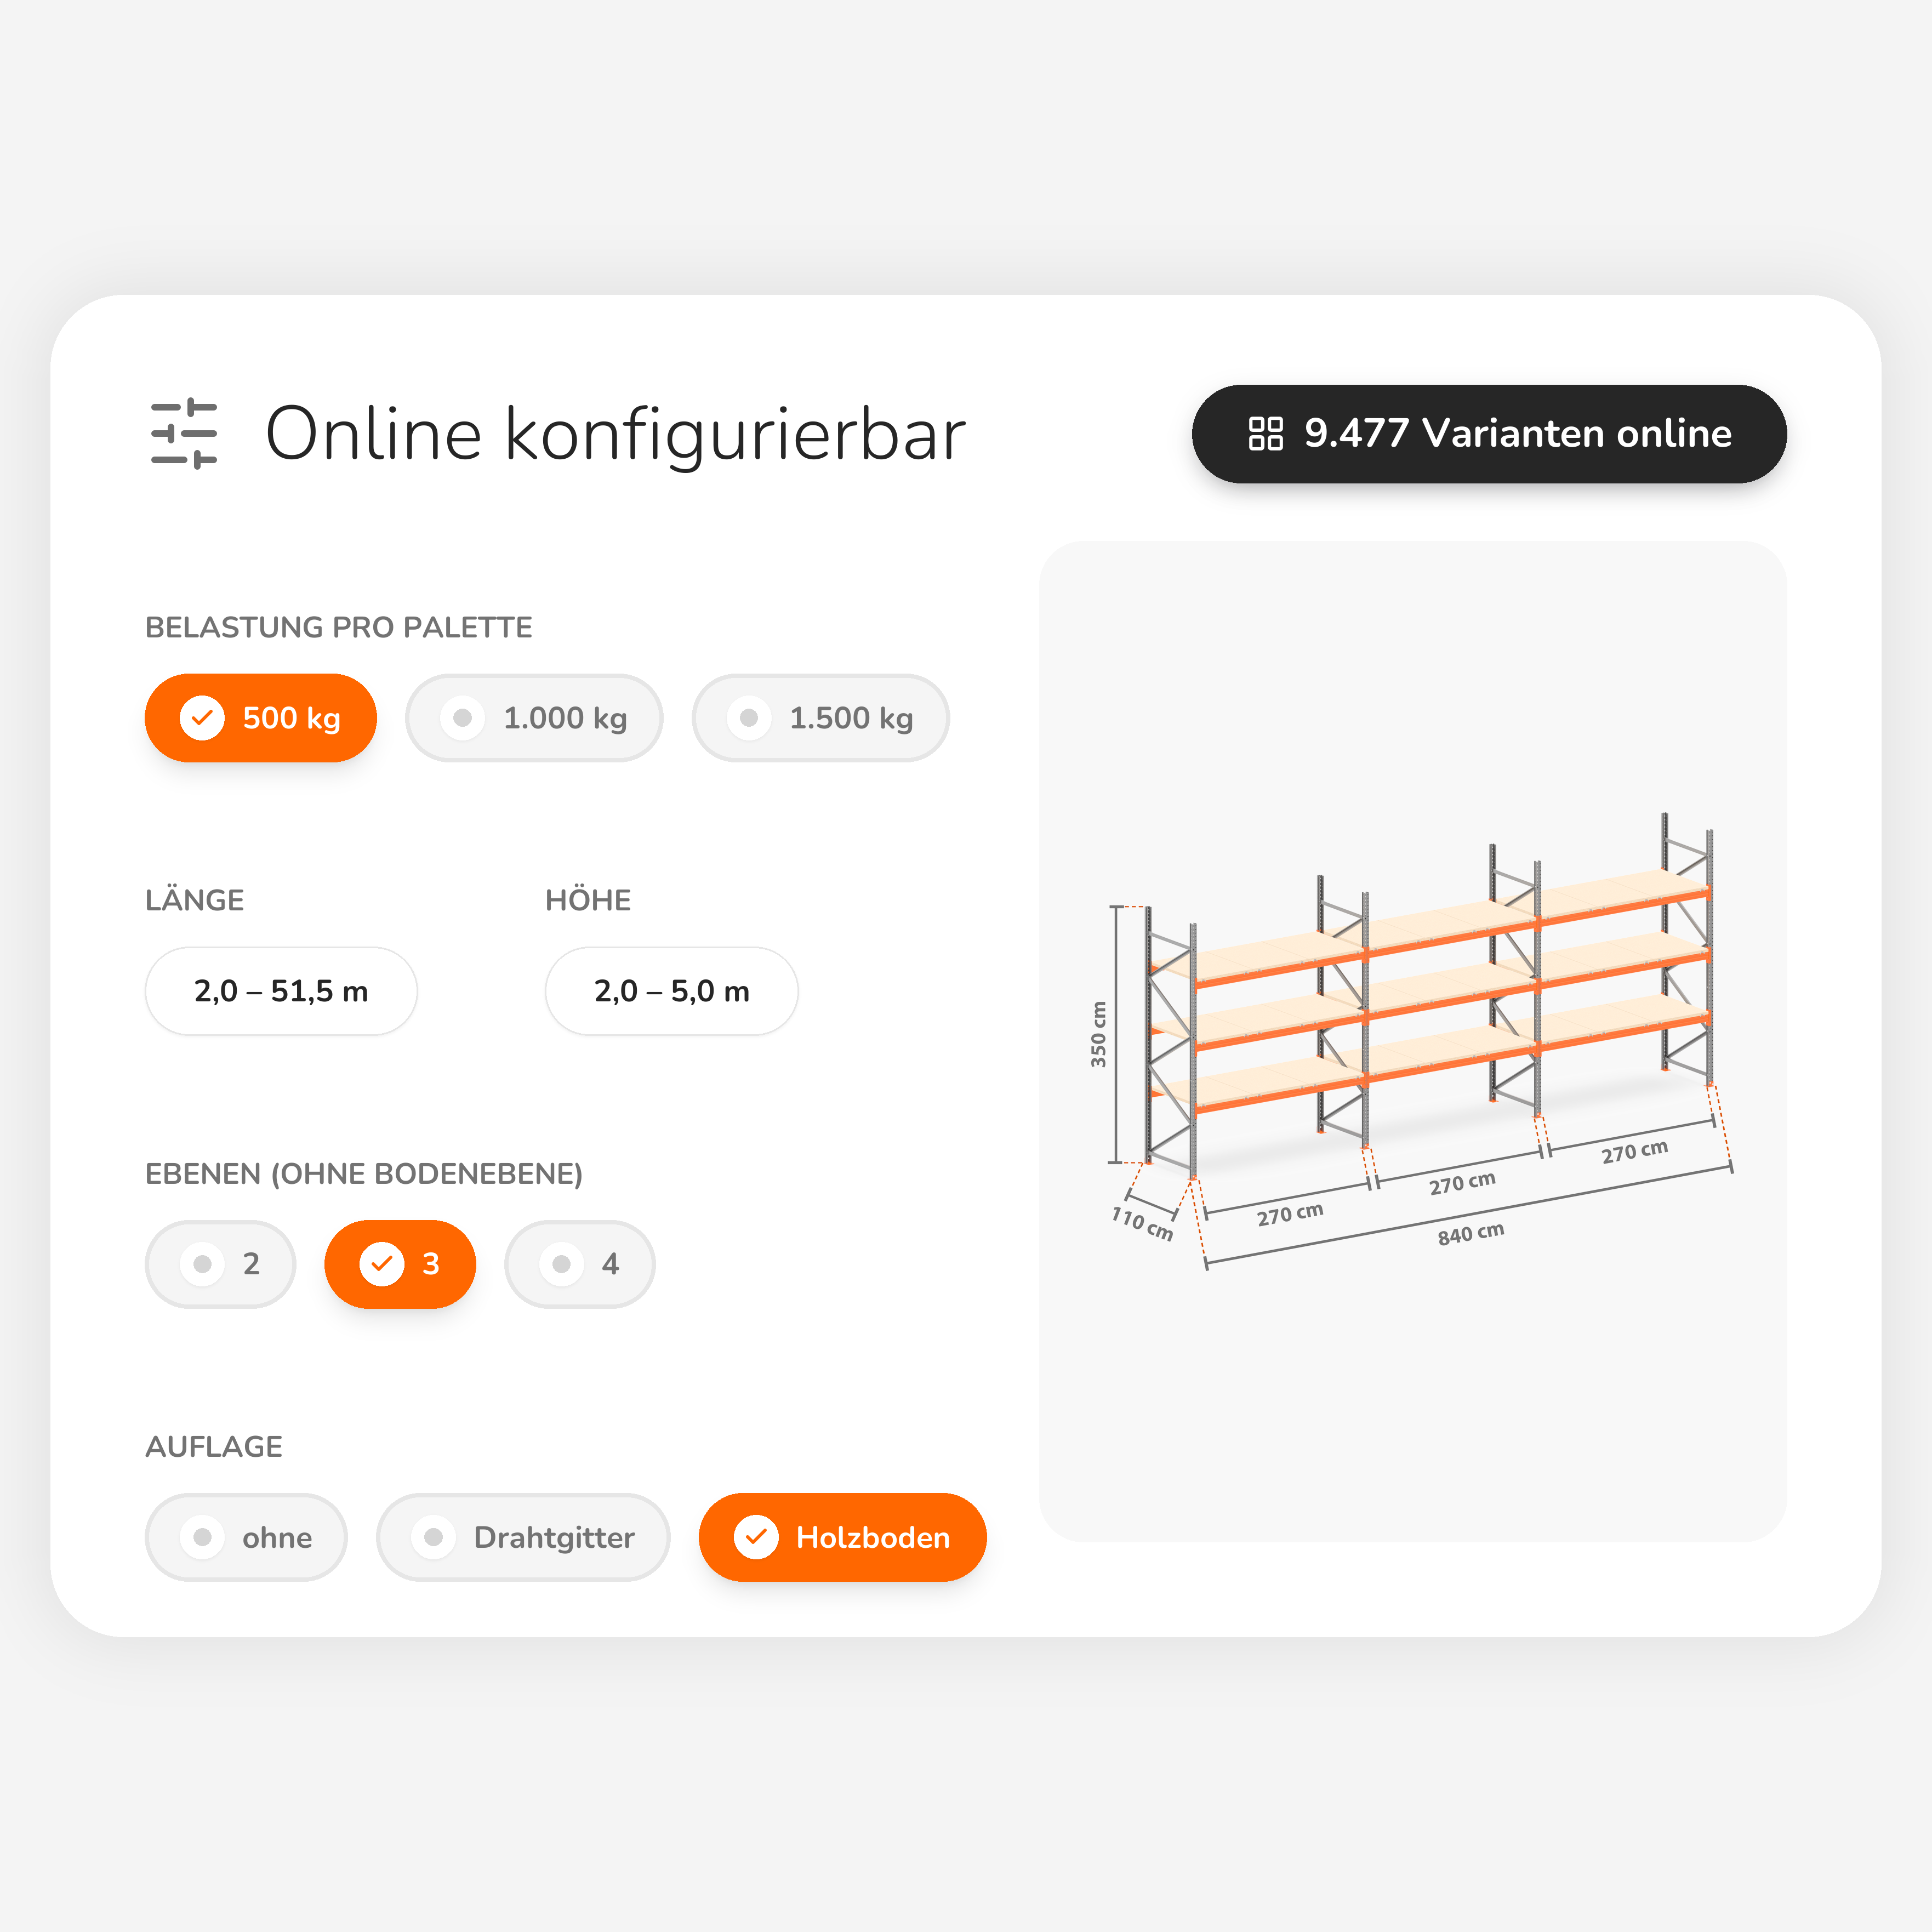 Online konfigurierbar
9.477 Varianten online
BELASTUNG PRO PALETTE
500 kg
1.000 kg
1.500 kg
LÄNGE
HÖHE
2,0 – 51,5 m
2,0 – 5,0 m
EBENEN (OHNE BODENEBENE)
2
3
4
AUFLAGE
ohne
Drahtgitter
Holzboden
350 cm
110 cm
270 cm
270 cm
270 cm
840 cm